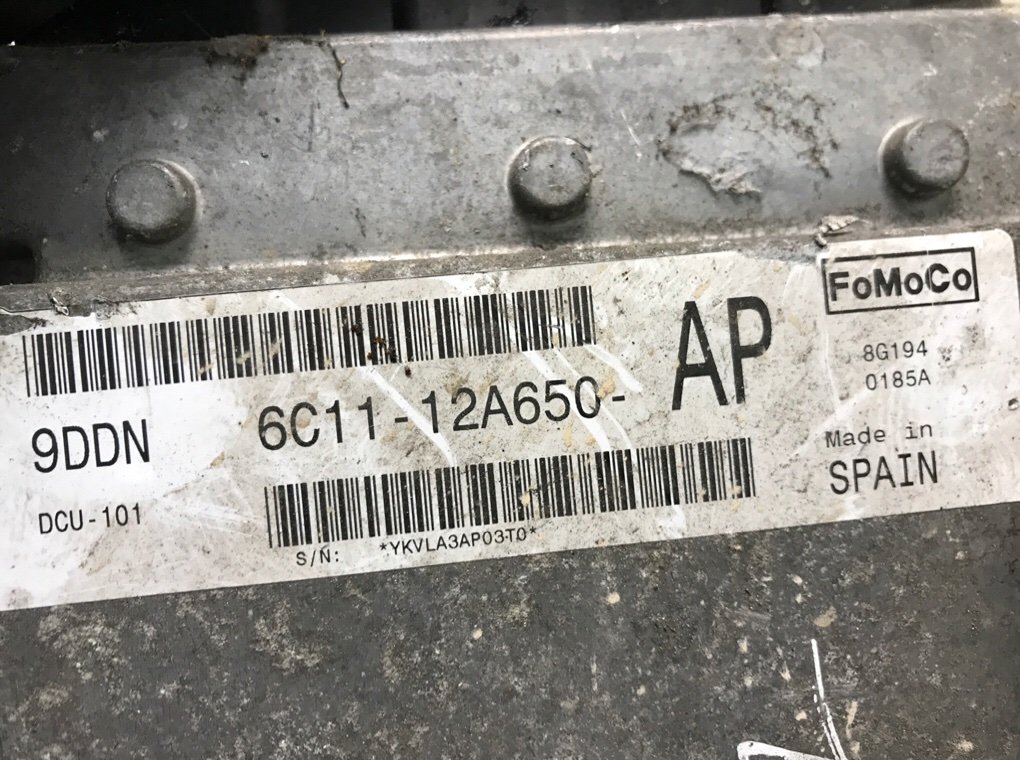 FoMoCo
8G194
0185A
Made in
SPAIN
9DDN 6C11-12A650- AP
DCU-101
S/N: *YKVLA3AP03T0*